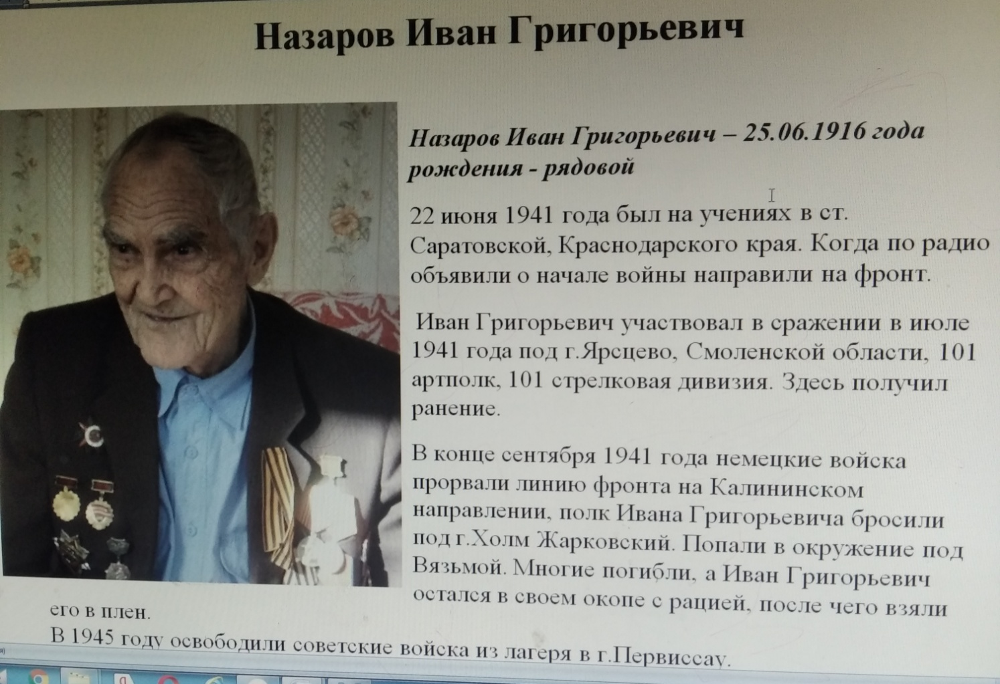 Назаров Иван Григорьевич
Назаров Иван Григорьевич – 25.06.1916 года
рождения - рядовой
22 июня 1941 года был на учениях в ст.
Саратовской, Краснодарского края. Когда по радио
объявили о начале войны направили на фронт.
Иван Григорьевич участвовал в сражении в июле
1941 года под г.Ярсцево, Смоленской области, 101
артполк, 101 стрелковая дивизия. Здесь получил
ранение.
В конце сентября 1941 года немецкие войска
прорвали линию фронта на Калининском
направлении, полк Ивана Григорьевича бросили
под г.Холм Жарковский. Попали в окружение под
Вязьмой. Многие погибли, а Иван Григорьевич
остался в своем окопе с рацией, после чего взяли
его в плен.
В 1945 году освободили советские войска из лагеря в г.Первиссау.